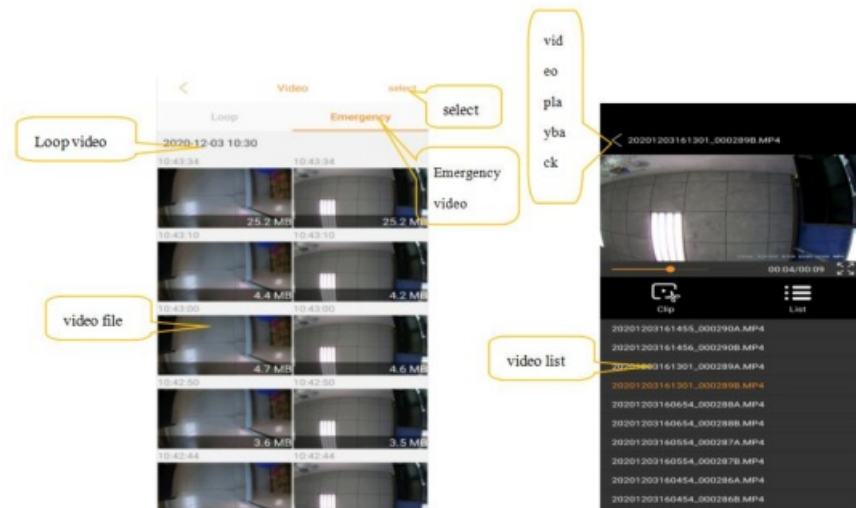 Video
select
Loop
Emergency
2020-12-03 10:30
10:43:34
10:43:34
25.2 MB
25.2 MB
10:43:10
10:43:10
4.4 MB
4.2 MB
10:43:00
10:43:00
4.7 MB
4.6 MB
10:42:50
10:42:50
3.6 MB
3.5 MB
10:42:44
10:42:44
Loop video
select
Emergency
video
video file
vid
eo
pla
yba
ck
20201203161301_000289B.MP4
00:04/00:09
Clip
List
20201203161455_000290A.MP4
20201203161456_000290B.MP4
20201203161301_000289A.MP4
20201203161301_000289B.MP4
20201203160654_000288A.MP4
20201203160654_000288B.MP4
20201203160554_000287A.MP4
20201203160554_000287B.MP4
20201203160454_000286A.MP4
20201203160454_000286B.MP4
video list